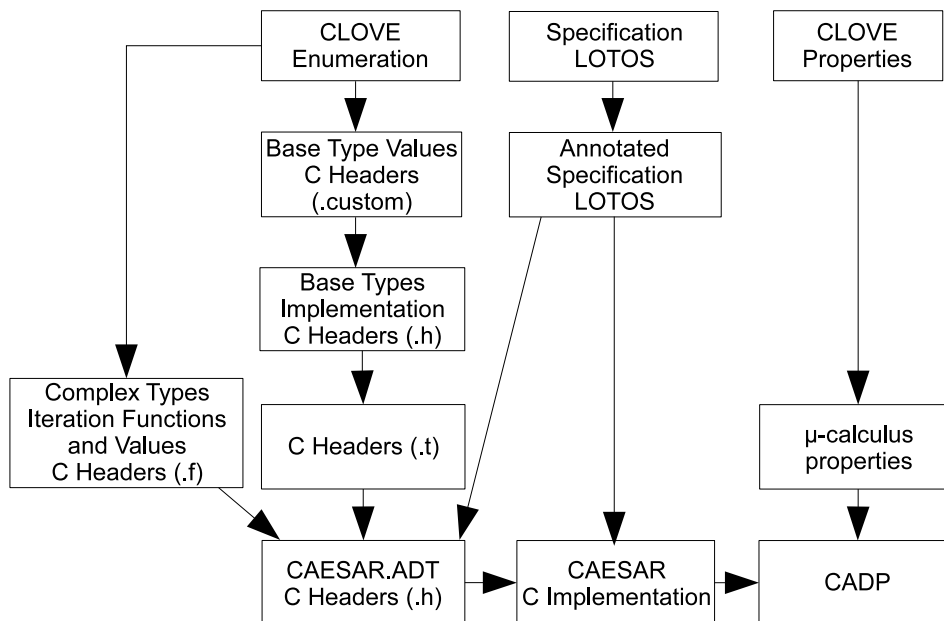 CLOVE
Enumeration
Specification
LOTOS
CLOVE
Properties
Base Type Values
C Headers
(.custom)
Annotated
Specification
LOTOS
Base Types
Implementation
C Headers (.h)
Complex Types
Iteration Functions
and Values
C Headers (.f)
C Headers (.t)
µ-calculus
properties
CAESAR.ADT
C Headers (.h)
CAESAR
C Implementation
CADP